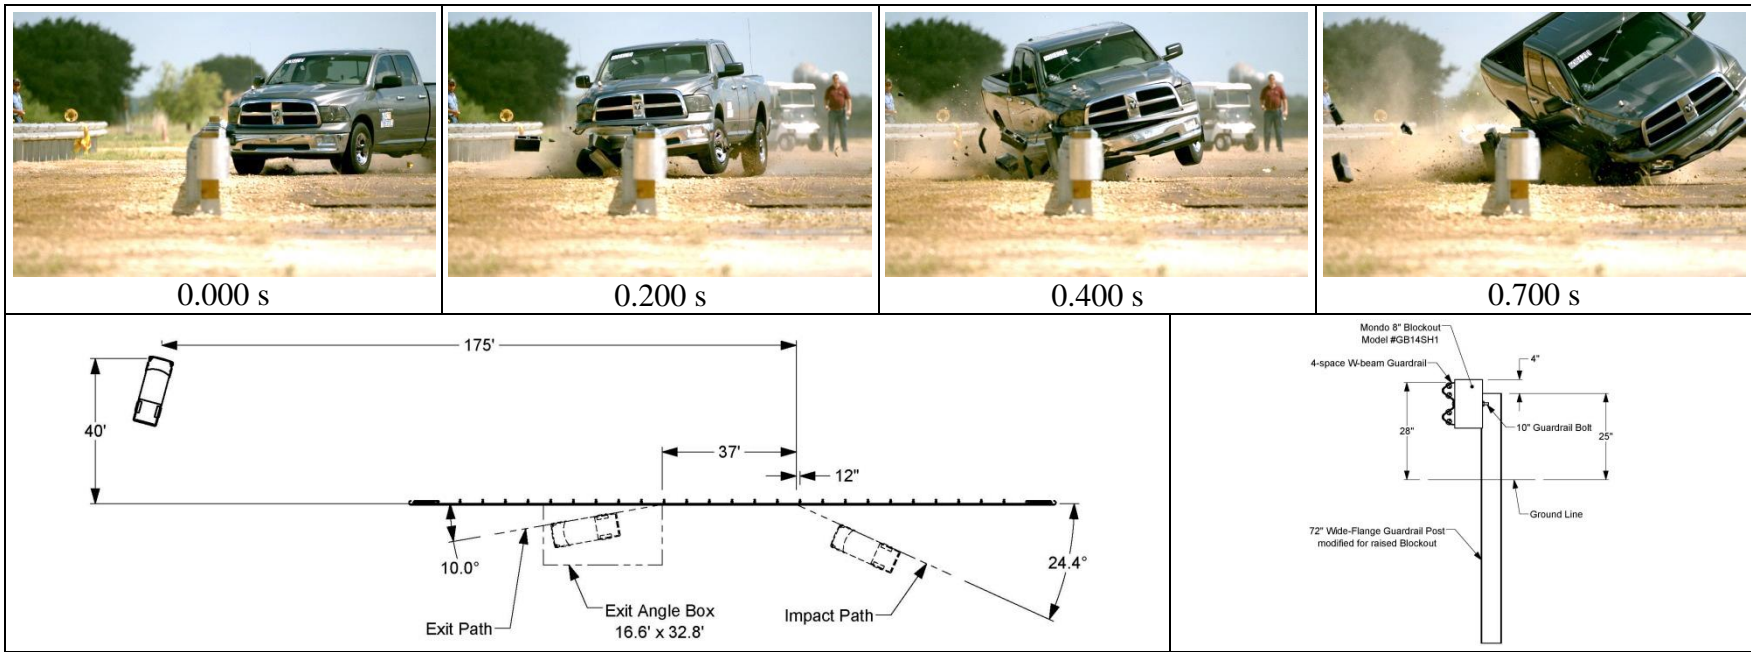 0.000 s
0.200 s
0.400 s
0.700 s
175'
40'
37'
12"
10.0°
24.4°
Exit Angle Box
16.6' x 32.8'
Exit Path
Impact Path
Mondo 8" Blockout
Model #GB14SH1
4"
4-space W-beam Guardrail
28"
10" Guardrail Bolt
25"
Ground Line
72" Wide-Flange Guardrail Post
modified for raised Blockout